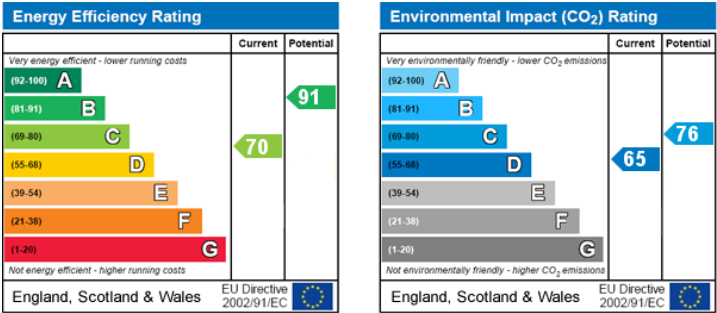 Energy Efficiency Rating
Current Potential
Very energy efficient - lower running costs
(92-100) A
(81-91) B
(69-80) C
(55-68) D
(39-54) E
(21-38) F
(1-20) G
70
91
Not energy efficient - higher running costs
England, Scotland & Wales
EU Directive
2002/91/EC
Environmental Impact (CO2) Rating
Current Potential
Very environmentally friendly - lower CO2 emissions
(92-100) A
(81-91) B
(69-80) C
(55-68) D
(39-54) E
(21-38) F
(1-20) G
65
76
Not environmentally friendly - higher CO2 emissions
England, Scotland & Wales
EU Directive
2002/91/EC